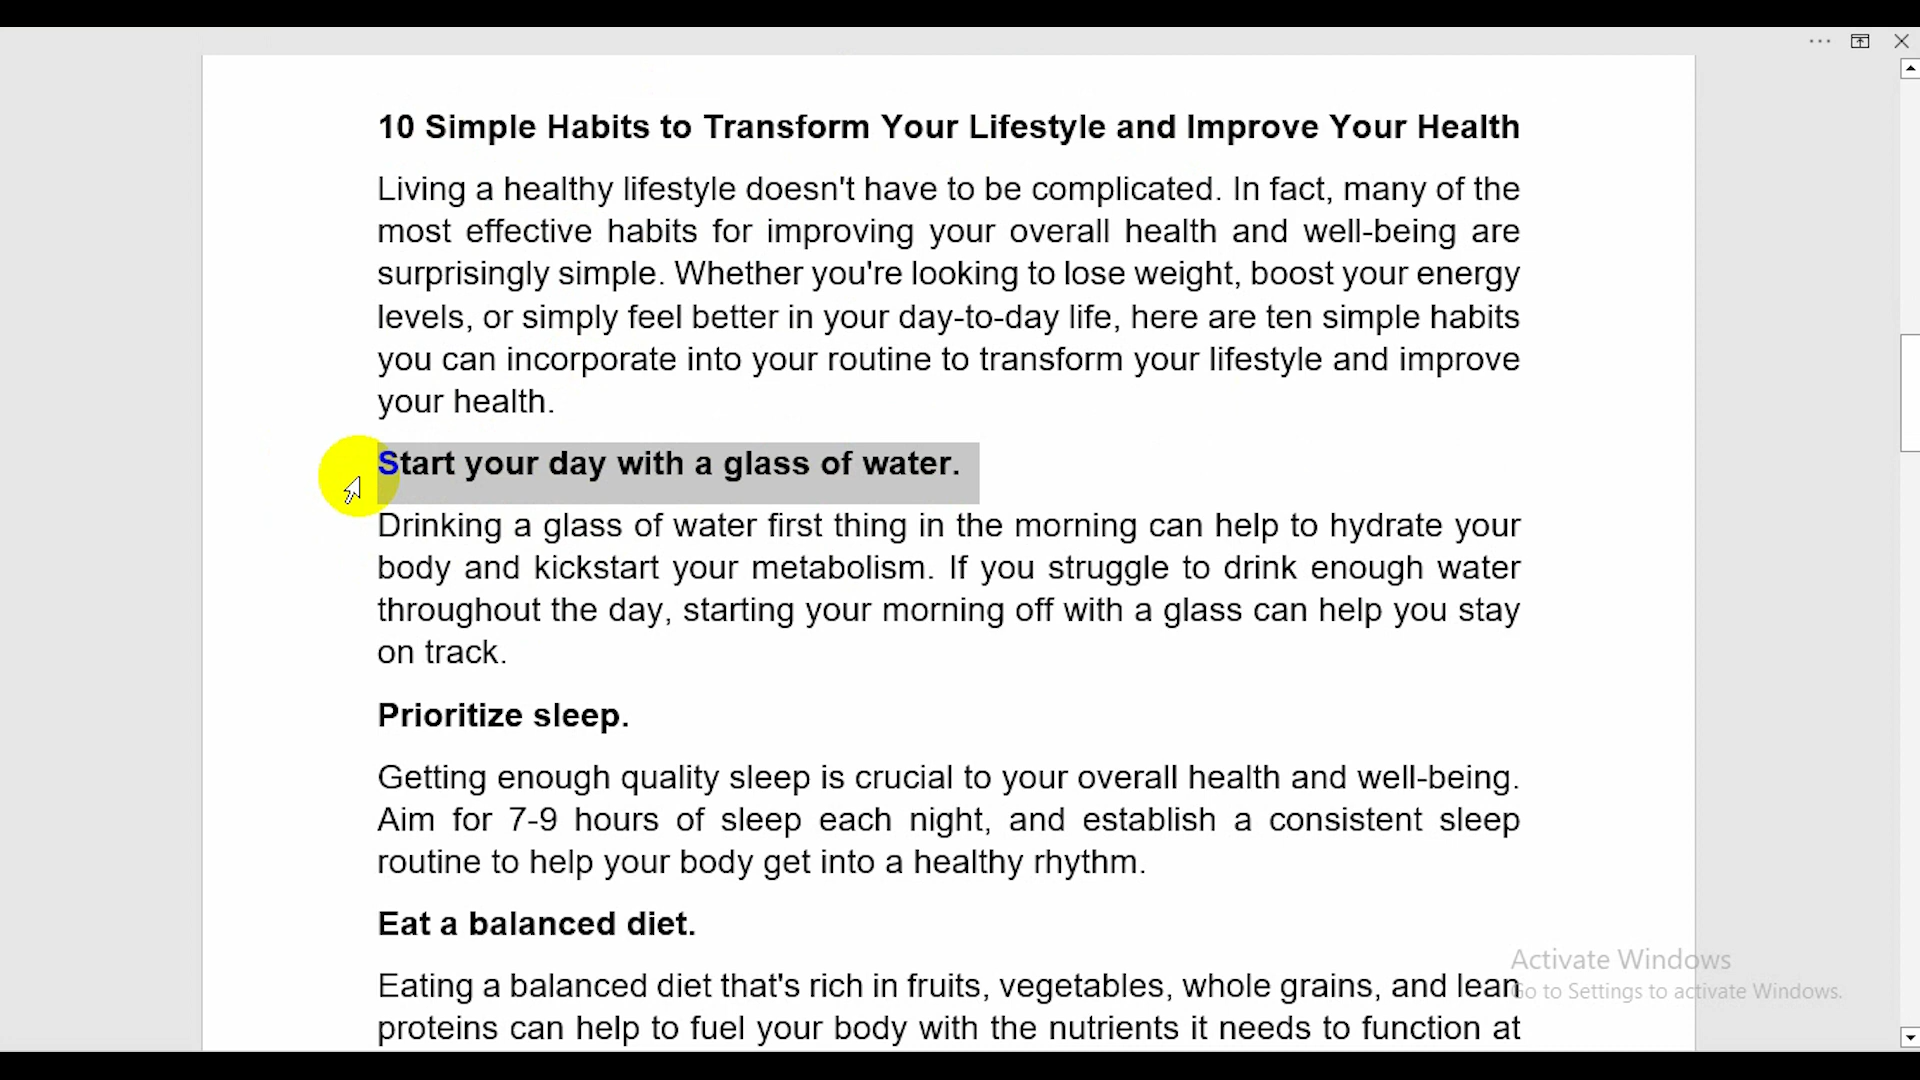 10 Simple Habits to Transform Your Lifestyle and Improve Your Health
Living a healthy lifestyle doesn't have to be complicated. In fact, many of the
most effective habits for improving your overall health and well-being are
surprisingly simple. Whether you're looking to lose weight, boost your energy
levels, or simply feel better in your day-to-day life, here are ten simple habits
you can incorporate into your routine to transform your lifestyle and improve
your health.
Start your day with a glass of water.
Drinking a glass of water first thing in the morning can help to hydrate your
body and kickstart your metabolism. If you struggle to drink enough water
throughout the day, starting your morning off with a glass can help you stay
on track.
Prioritize sleep.
Getting enough quality sleep is crucial to your overall health and well-being.
Aim for 7-9 hours of sleep each night, and establish a consistent sleep
routine to help your body get into a healthy rhythm.
Eat a balanced diet.
Eating a balanced diet that's rich in fruits, vegetables, whole grains, and lean
proteins can help to fuel your body with the nutrients it needs to function at
Activate Windows
Go to Settings to activate Windows.